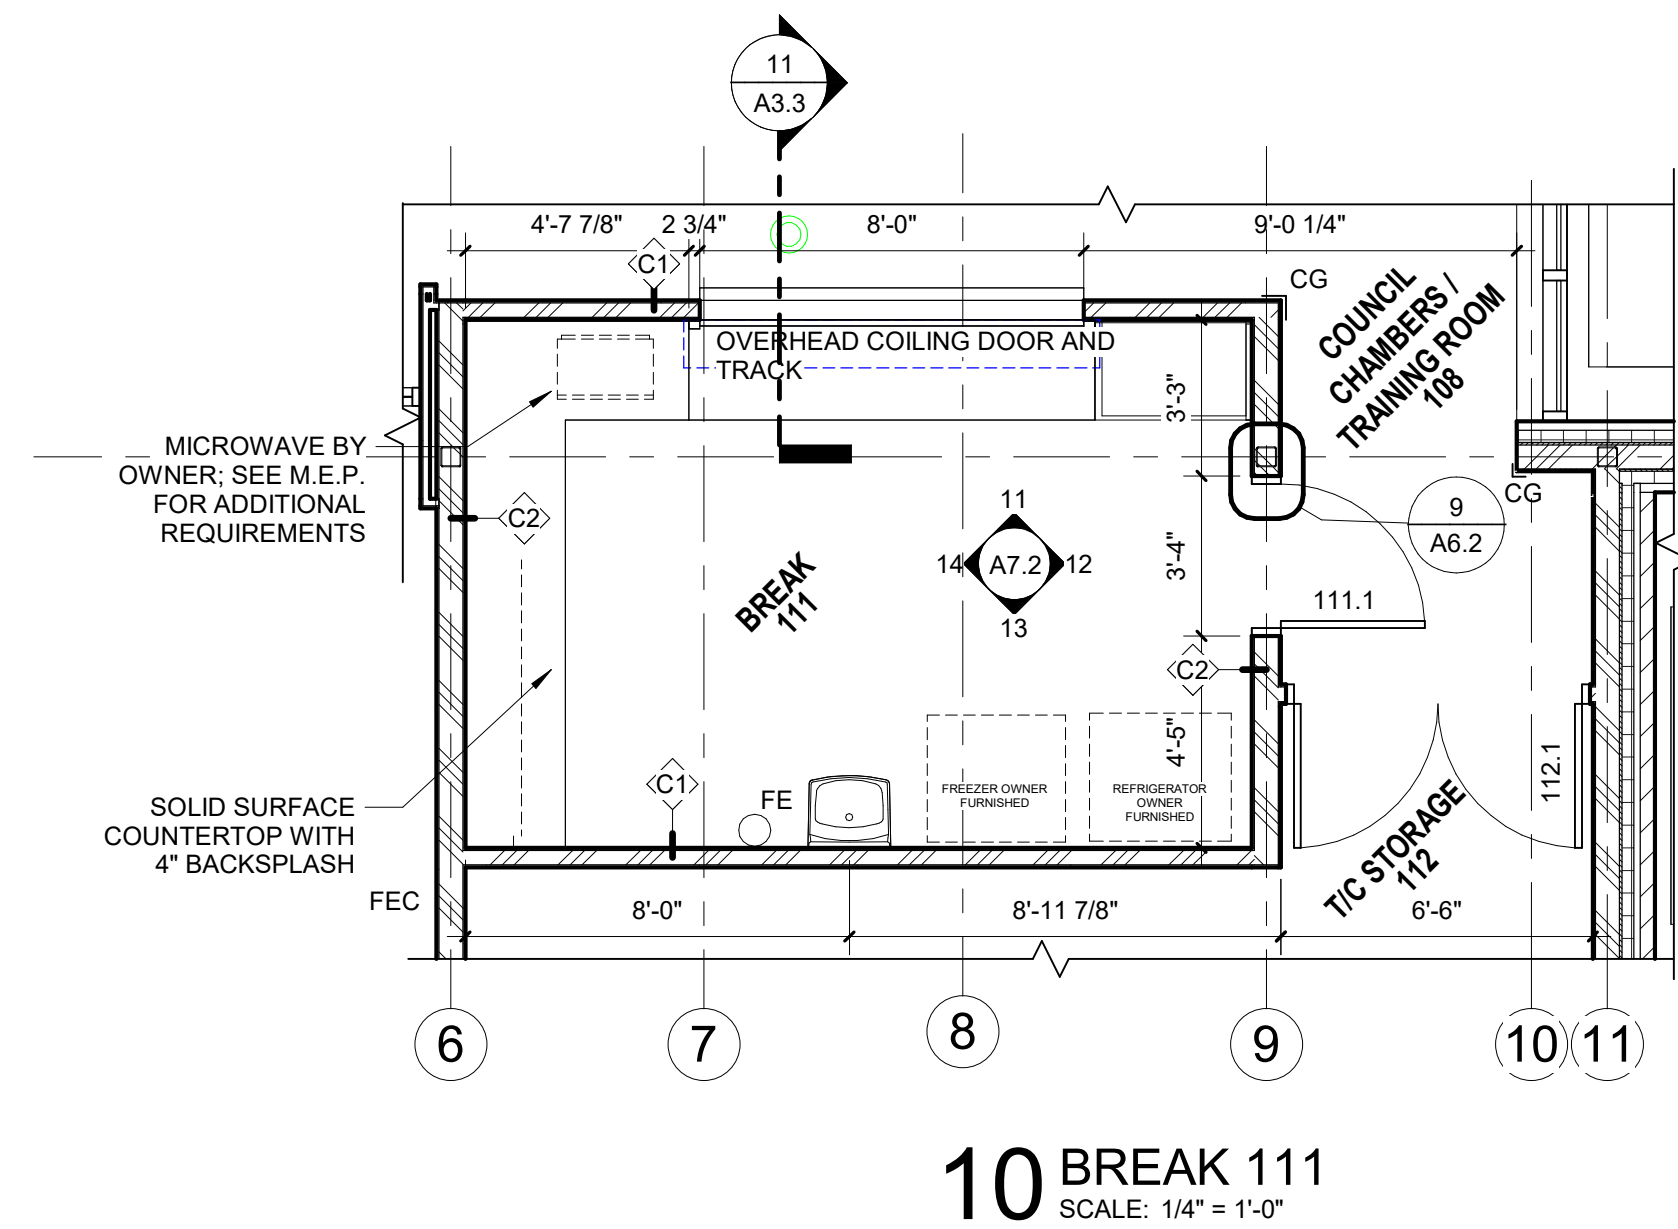 11
A3.3
4'-7 7/8"
2 3/4"
8'-0"
9'-0 1/4"
C1
CG
COUNCIL
CHAMBERS /
TRAINING ROOM
108
OVERHEAD COILING DOOR AND
TRACK
3'-3"
MICROWAVE BY
OWNER; SEE M.E.P.
FOR ADDITIONAL
REQUIREMENTS
C2
CG
9
A6.2
11
14
A7.2
12
13
3'-4"
BREAK
111
111.1
C2
4'-5"
112.1
C1
FE
FREEZER OWNER
FURNISHED
REFRIGERATOR
OWNER
FURNISHED
SOLID SURFACE
COUNTERTOP WITH
4" BACKSPLASH
T/C STORAGE
112
FEC
8'-0"
8'-11 7/8"
6'-6"
6
7
8
9
10
11
10
BREAK 111
SCALE: 1/4" = 1'-0"